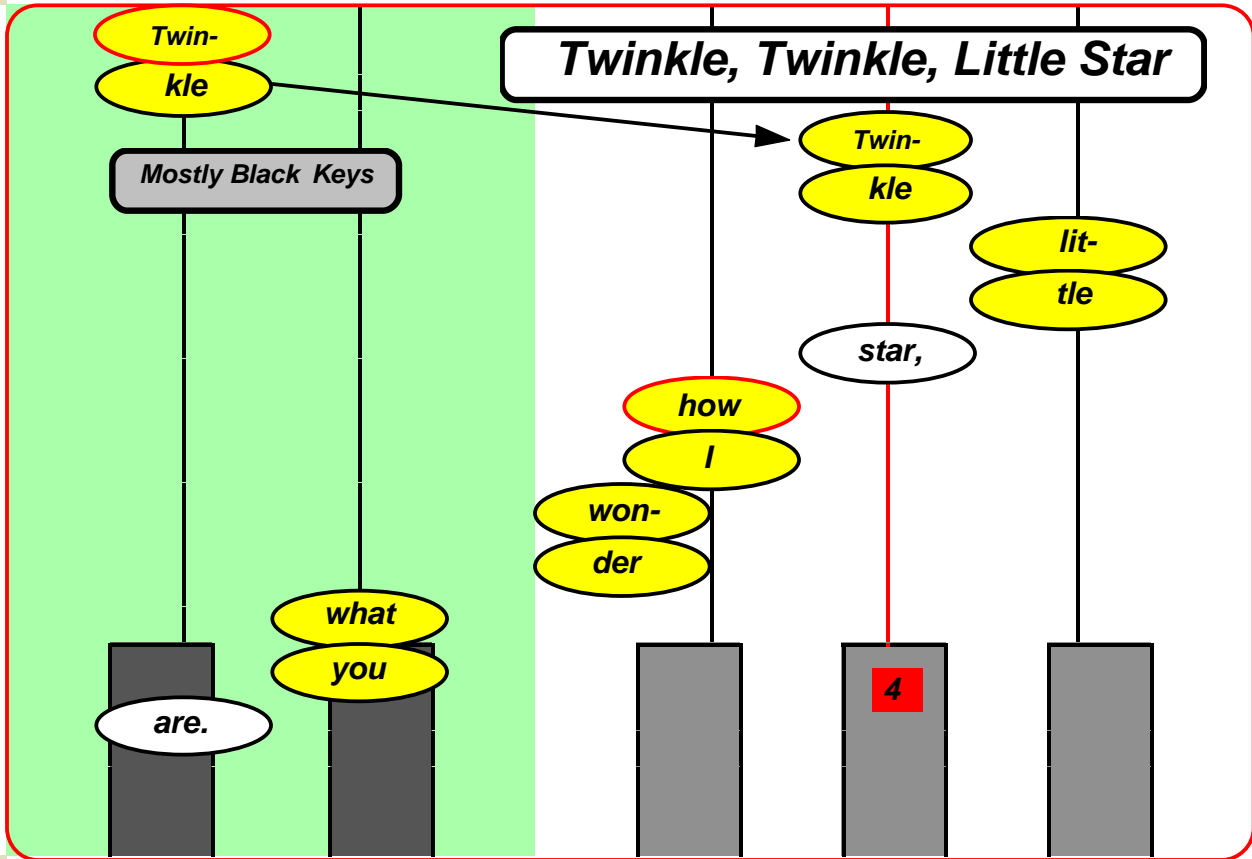 Twin-
kle
Twinkle, Twinkle, Little Star
Mostly Black Keys
Twin-
kle
lit-
tle
star,
how
I
won-
der
what
you
4
are.